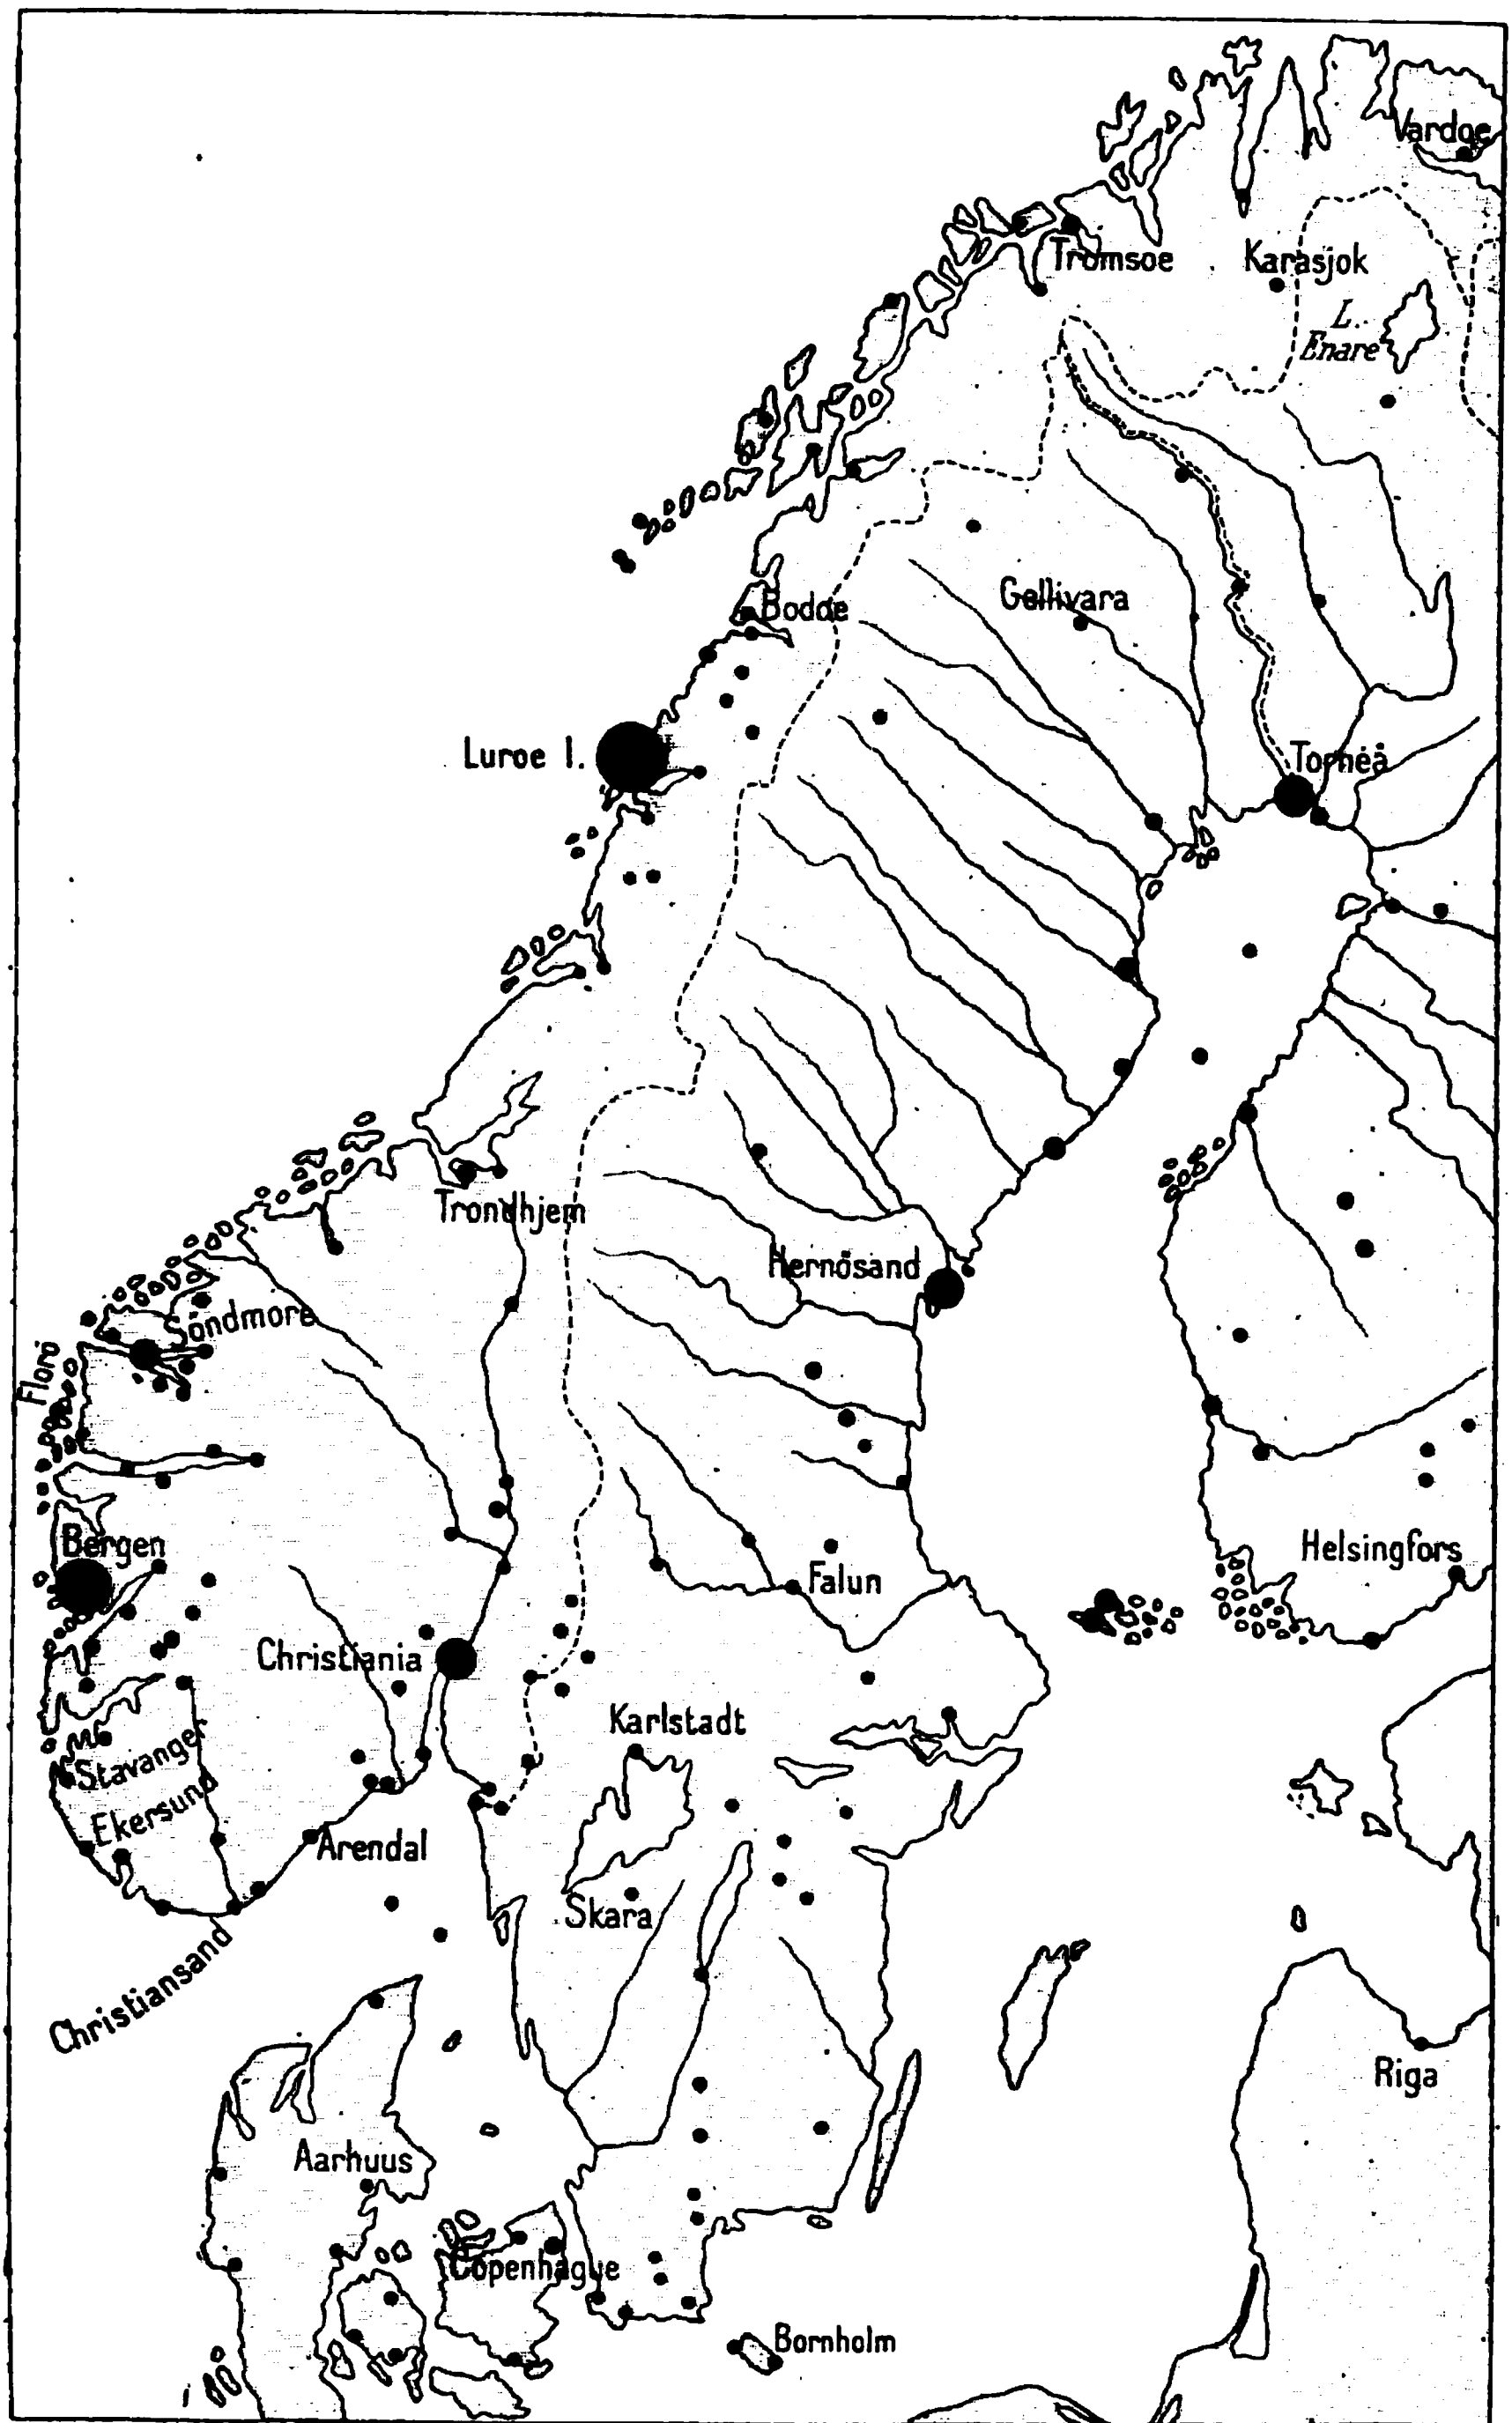 Vardoe
Tromsoe
Karasjok
L.
Enare
Bodoe
Gellivara
Luroe I.
Torneå
Trondhjem
Hernösand
Söndmore
Florö
Bergen
Falun
Helsingfors
Christiania
Karlstadt
Stavanger
Ekersund
Arendal
Skara
Christiansand
Riga
Aarhuus
Copenhague
Bornholm